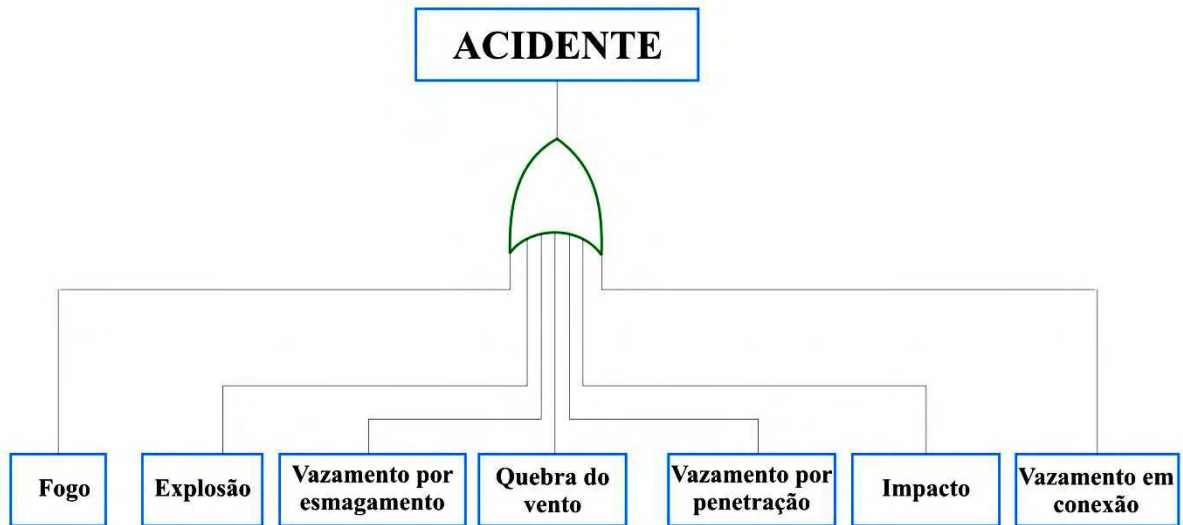 ACIDENTE
Fogo
Explosão
Vazamento por
esmagamento
Quebra do
vento
Vazamento por
penetração
Impacto
Vazamento em
conexão